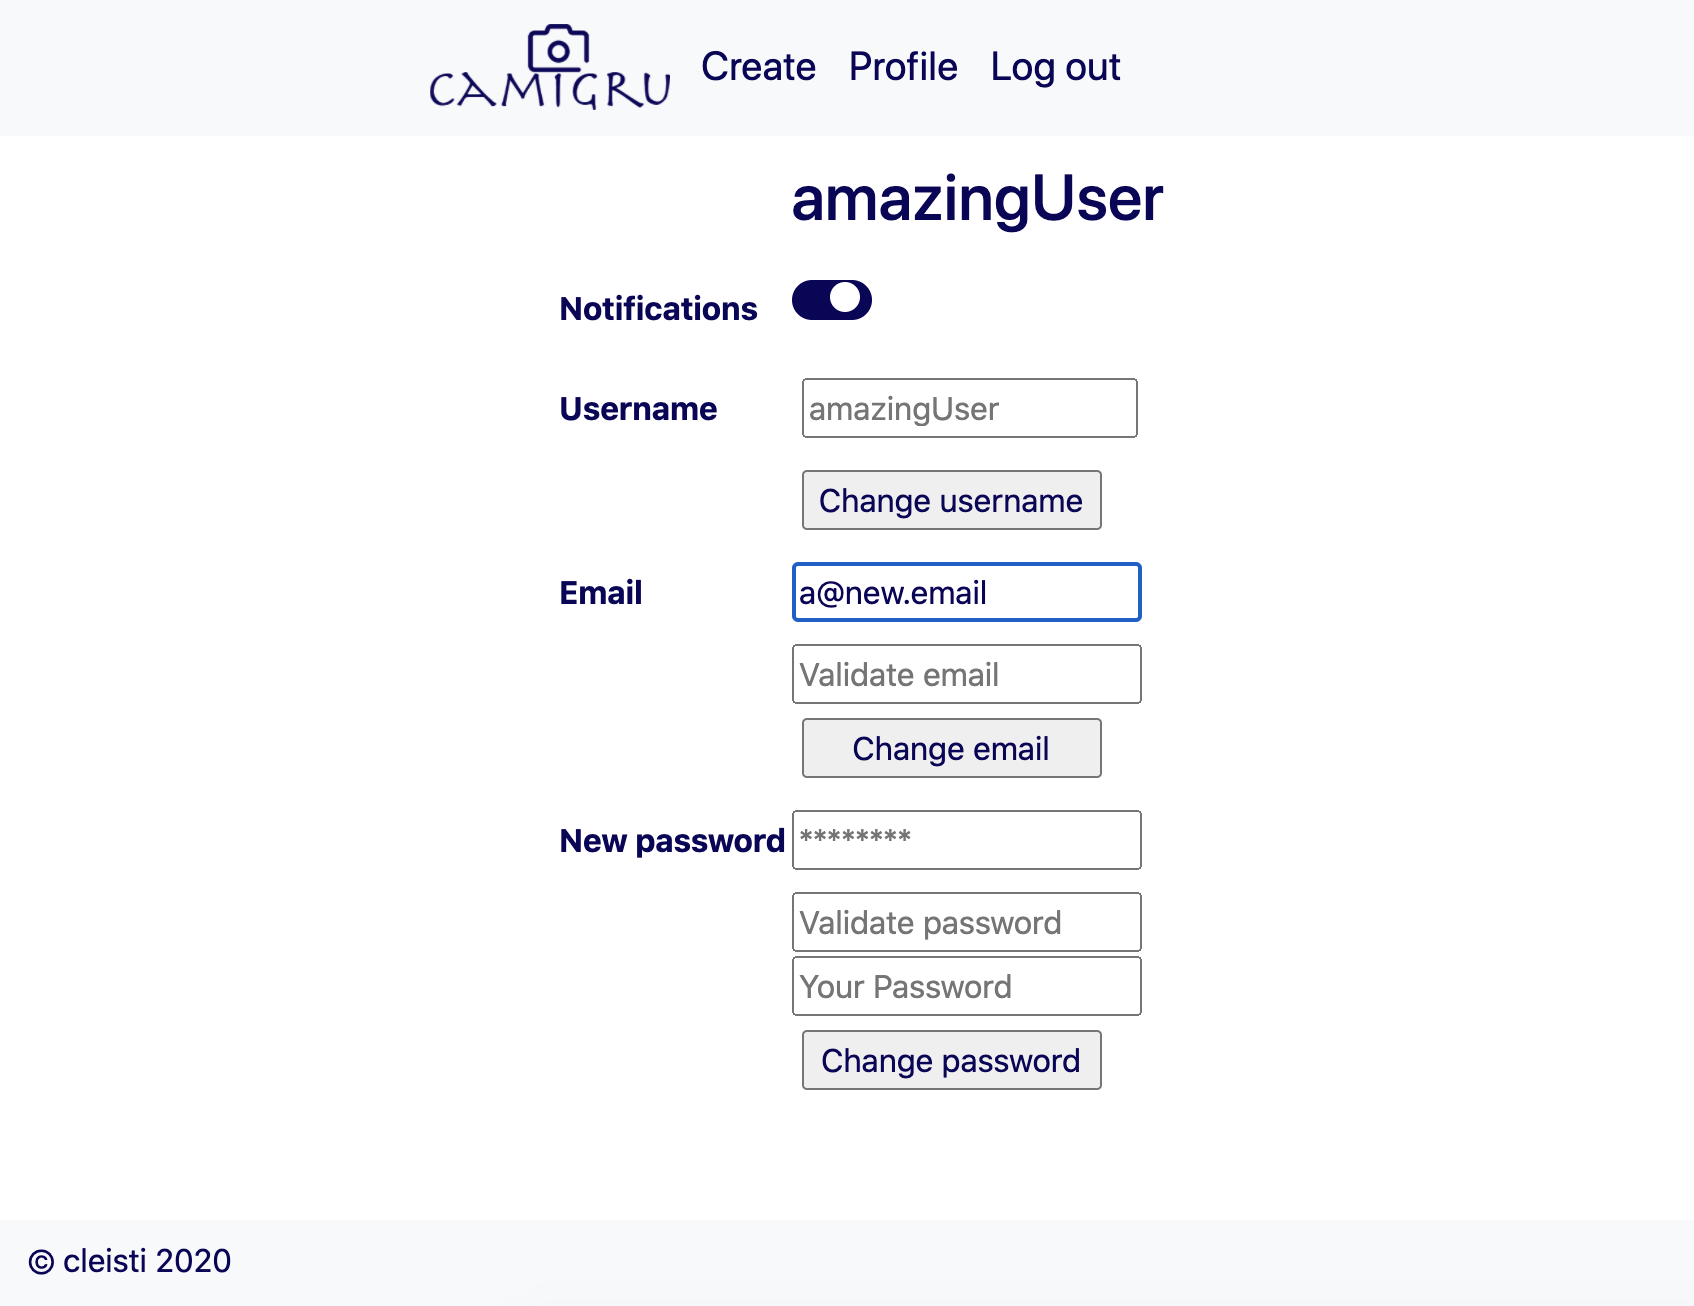 CAMIGRU Create Profile Log out
amazingUser
Notifications
Username amazingUser
Change username
Email a@new.email
Validate email
Change email
New password ********
Validate password
Your Password
Change password
© cleisti 2020